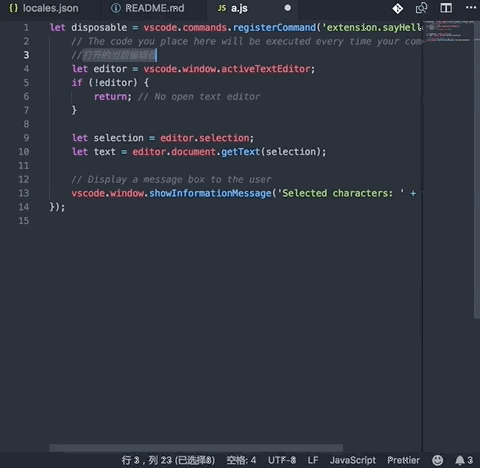 locales.json README.md a.js
1 let disposable = vscode.commands.registerCommand('extension.sayHell
2 // The code you place here will be executed every time your com
3 //打开的当前编辑器
4 let editor = vscode.window.activeTextEditor;
5 if (!editor) {
6 return; // No open text editor
7 }
8
9 let selection = editor.selection;
10 let text = editor.document.getText(selection);
11
12 // Display a message box to the user
13 vscode.window.showInformationMessage('Selected characters: ' +
14 });
15
行 3，列 23 (已选择8) 空格: 4 UTF-8 LF JavaScript Prettier 3